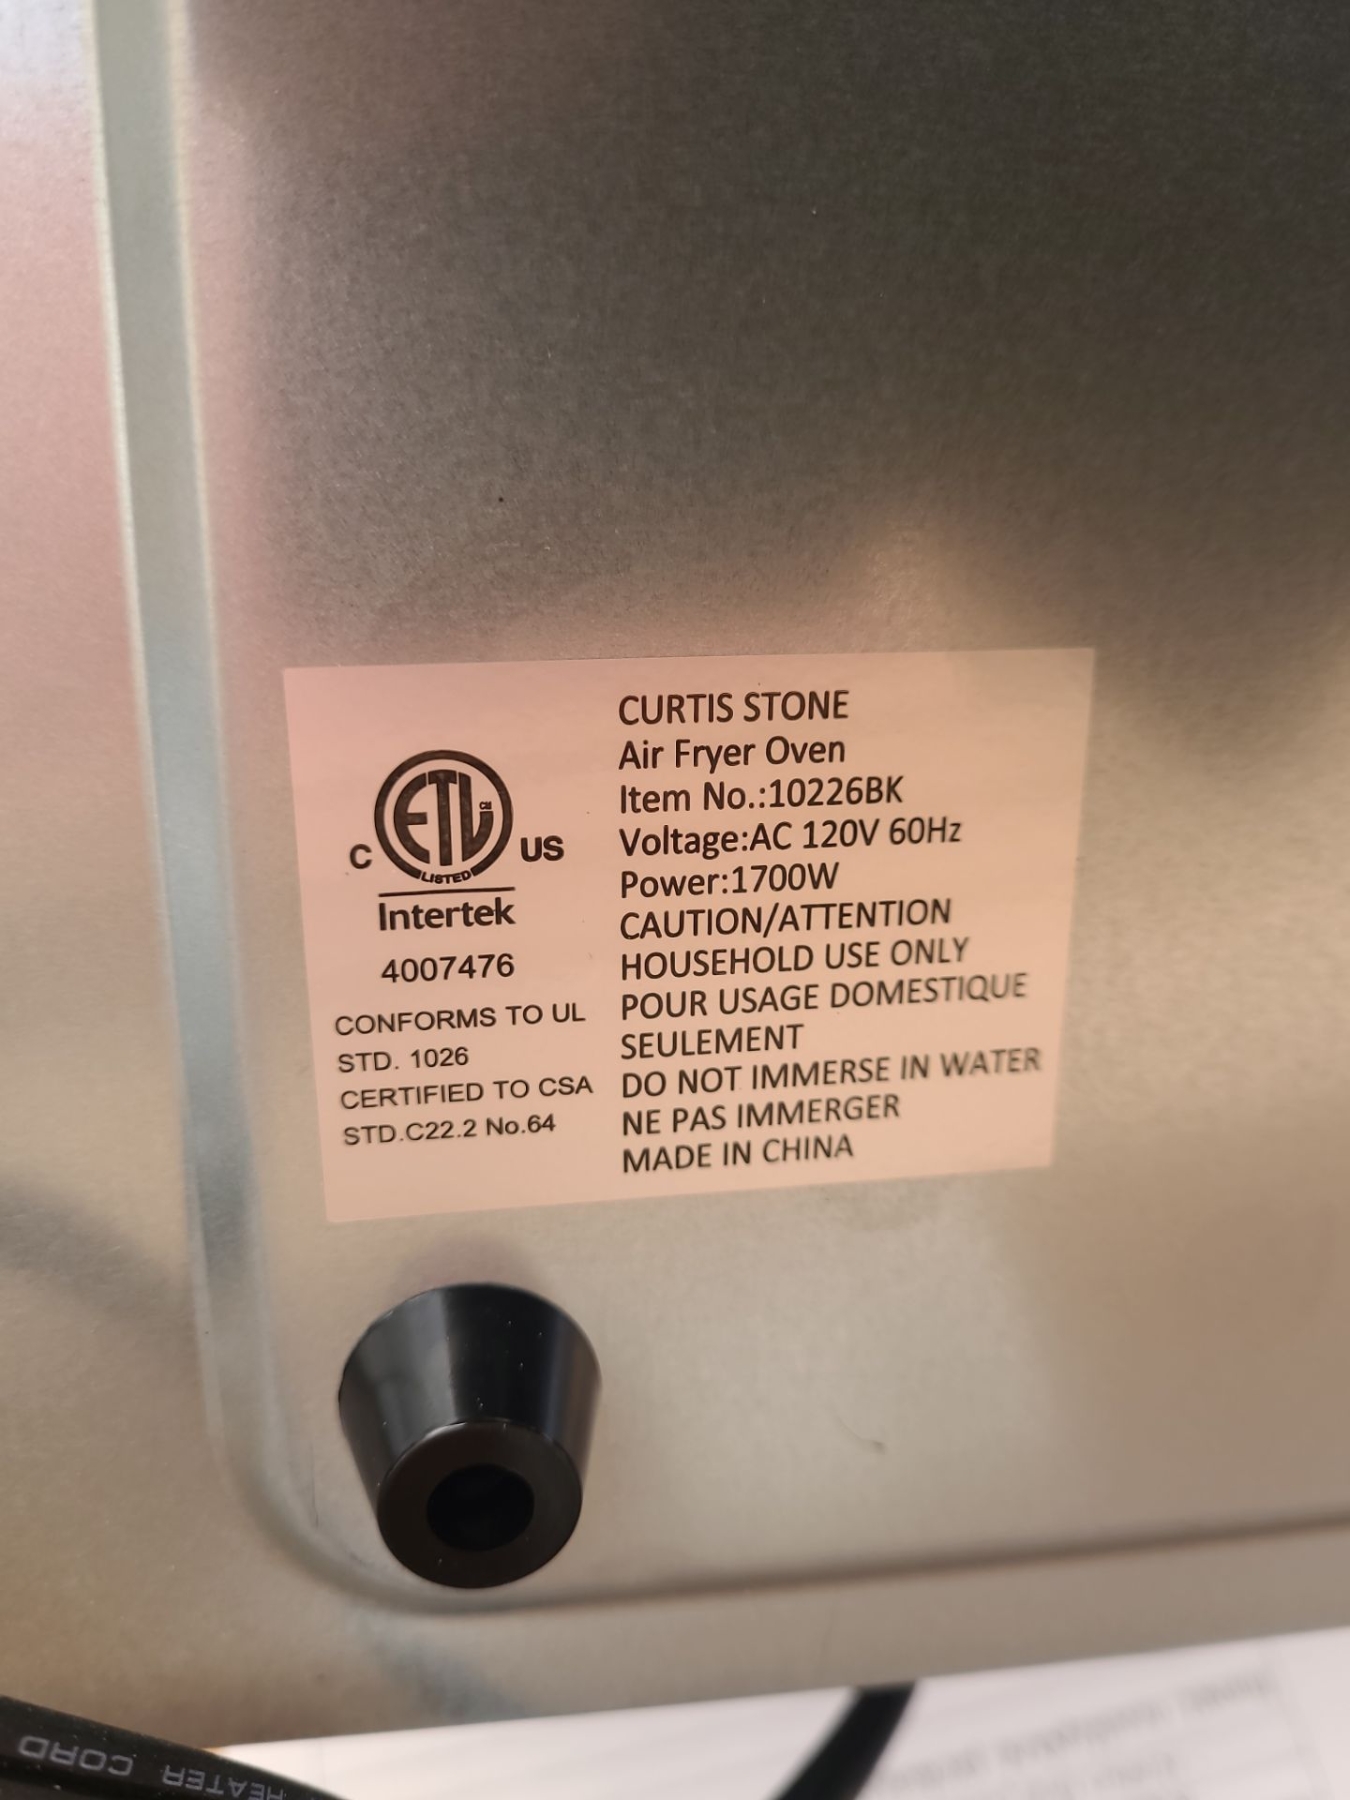 CURTIS STONE
Air Fryer Oven
Item No.:10226BK
Voltage:AC 120V 60Hz
Power:1700W
CAUTION/ATTENTION
HOUSEHOLD USE ONLY
POUR USAGE DOMESTIQUE
SEULEMENT
DO NOT IMMERSE IN WATER
NE PAS IMMERGER
MADE IN CHINA
C ETL CM US
LISTED
Intertek
4007476
CONFORMS TO UL
STD. 1026
CERTIFIED TO CSA
STD.C22.2 No.64
HEATER CORD